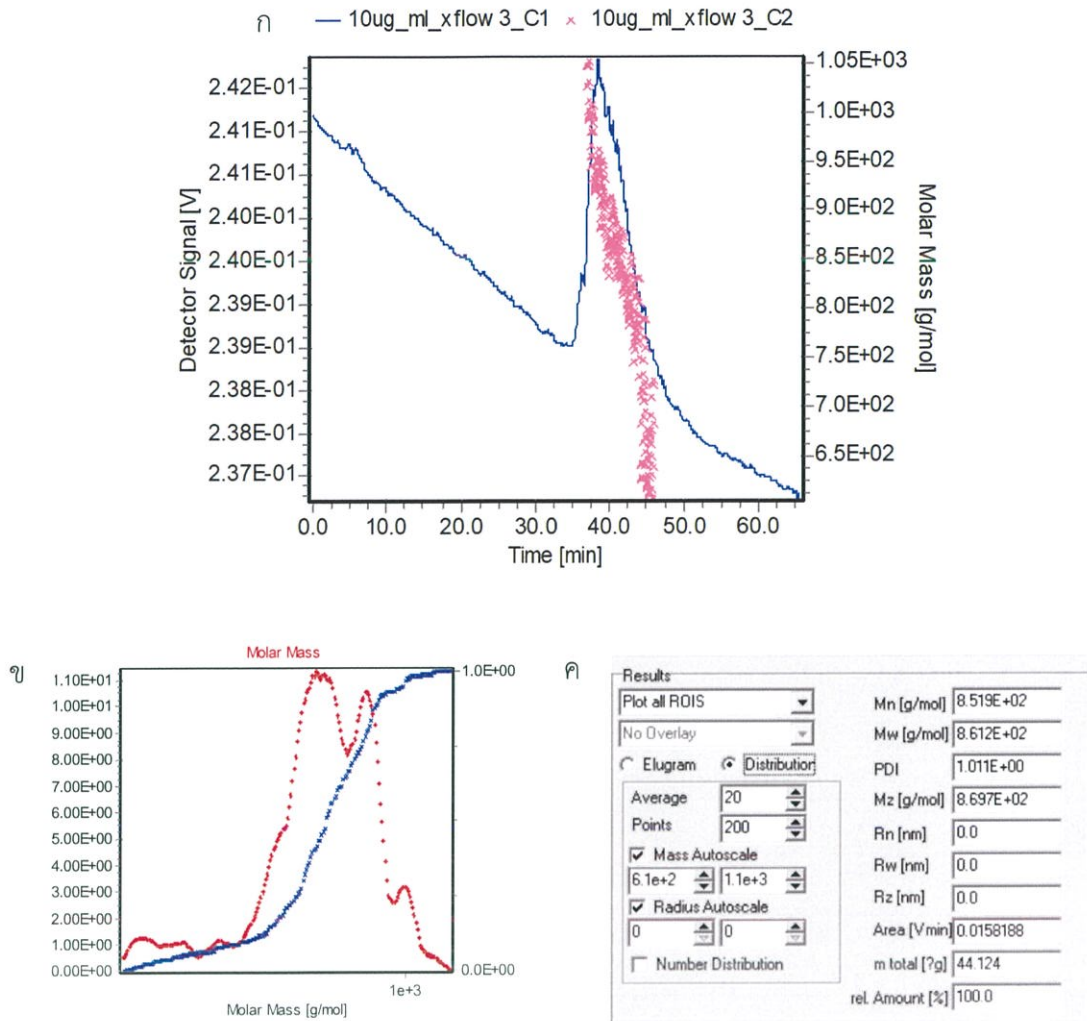 ก — 10ug_ml_xflow 3_C1 × 10ug_ml_xflow 3_C2
2.42E-01
2.41E-01
2.41E-01
2.40E-01
2.40E-01
2.39E-01
2.39E-01
2.38E-01
2.38E-01
2.37E-01
Detector Signal [V]
1.05E+03
1.0E+03
9.5E+02
9.0E+02
8.5E+02
8.0E+02
7.5E+02
7.0E+02
6.5E+02
Molar Mass [g/mol]
0.0 10.0 20.0 30.0 40.0 50.0 60.0
Time [min]
ข
Molar Mass
1.10E+01
1.00E+01
9.00E+00
8.00E+00
7.00E+00
6.00E+00
5.00E+00
4.00E+00
3.00E+00
2.00E+00
1.00E+00
0.00E+00
1.0E+00
0.0E+00
1e+3
Molar Mass [g/mol]
ค
Results
Plot all ROIS
No Overlay
Elugram Distribution
Average 20
Points 200
Mass Autoscale
6.1e+2 1.1e+3
Radius Autoscale
0 0
Number Distribution
Mn [g/mol] 8.519E+02
Mw [g/mol] 8.612E+02
PDI 1.011E+00
Mz [g/mol] 8.697E+02
Rn [nm] 0.0
Rw [nm] 0.0
Rz [nm] 0.0
Area [Vmin] 0.0158188
m total [?g] 44.124
rel. Amount [%] 100.0